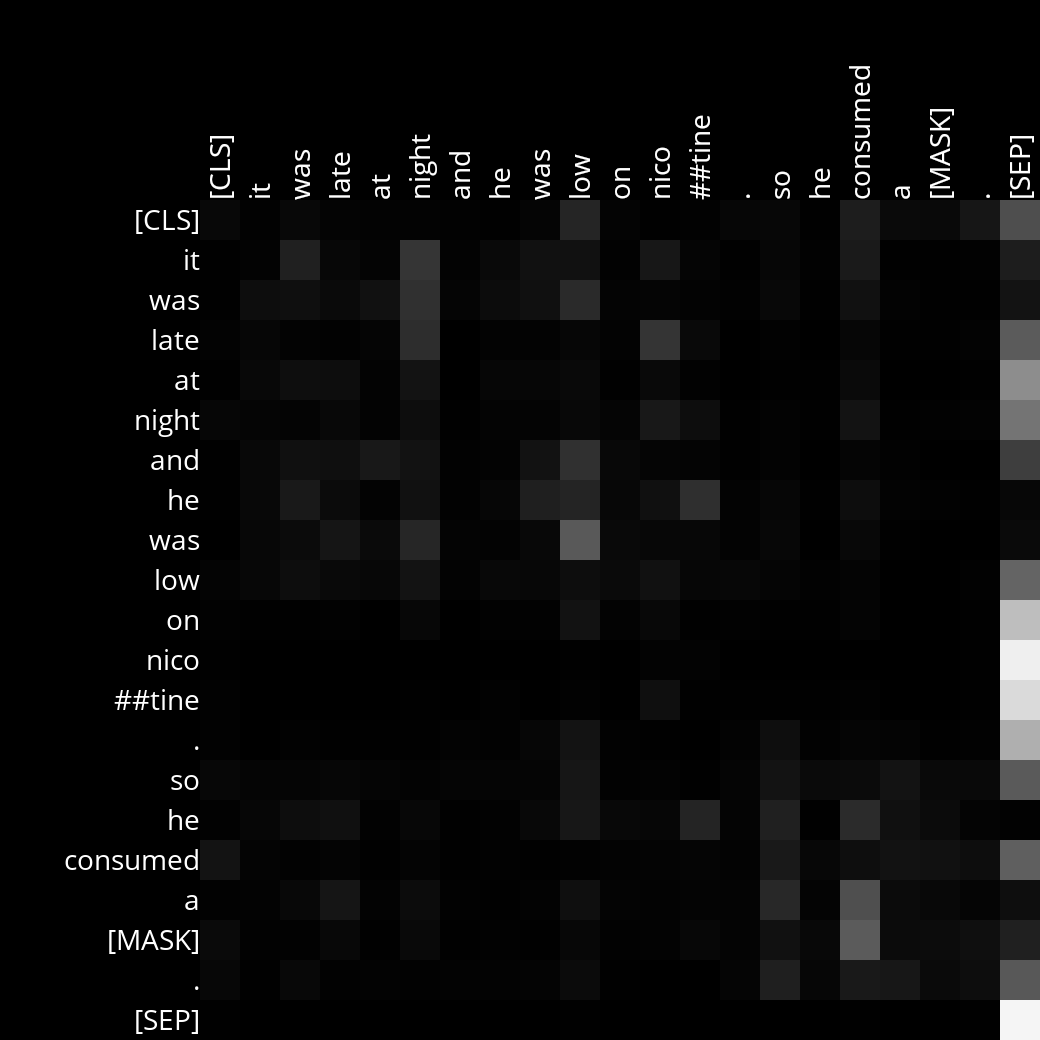 [CLS] it was late at night and he was low on nico ##tine . so he consumed a [MASK] . [SEP]
[CLS]
it
was
late
at
night
and
he
was
low
on
nico
##tine
.
so
he
consumed
a
[MASK]
.
[SEP]